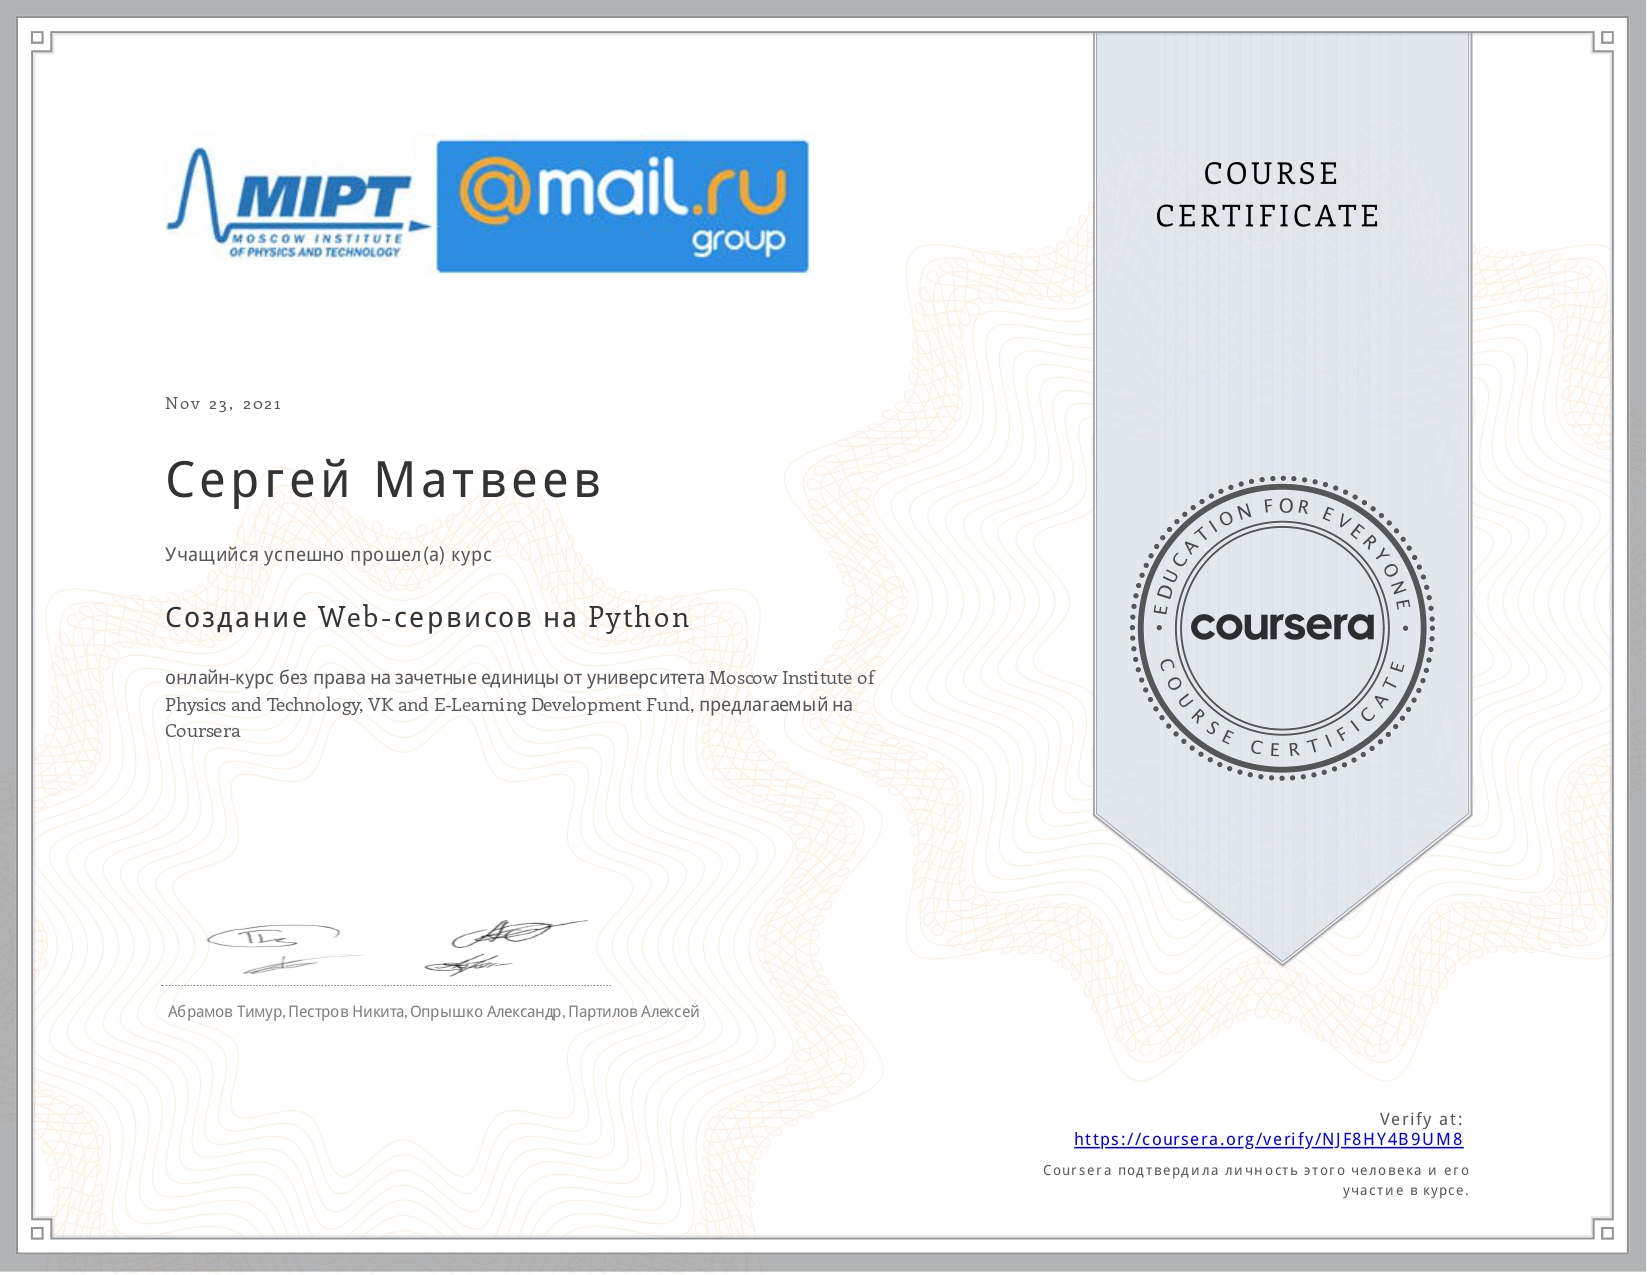 MIPT
MOSCOW INSTITUTE
OF PHYSICS AND TECHNOLOGY
@mail.ru
group
COURSE
CERTIFICATE
Nov 23, 2021
Сергей Матвеев
Учащийся успешно прошел(а) курс
Создание Web-сервисов на Python
онлайн-курс без права на зачетные единицы от университета Moscow Institute of
Physics and Technology, VK and E-Learning Development Fund, предлагаемый на
Coursera
EDUCATION FOR EVERYONE
coursera
COURSE CERTIFICATE
Абрамов Тимур, Пестров Никита, Опрышко Александр, Партилов Алексей
Verify at:
https://coursera.org/verify/NJF8HY4B9UM8
Coursera подтвердила личность этого человека и его
участие в курсе.